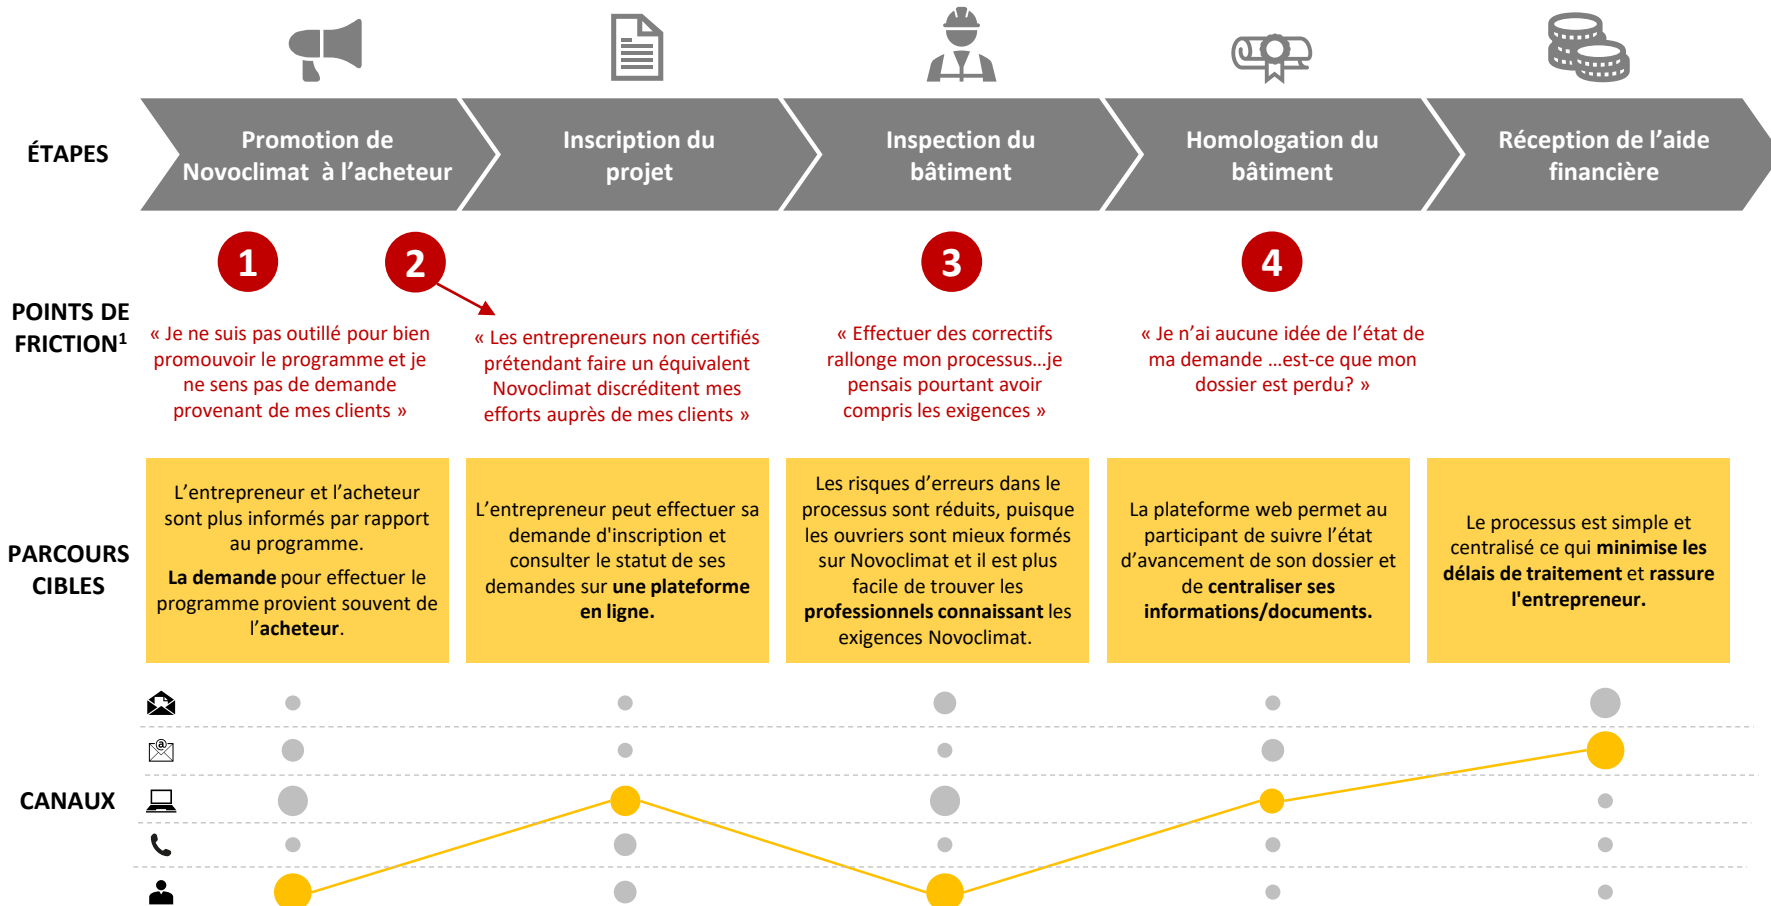 ÉTAPES
Promotion de
Novoclimat à l’acheteur
Inscription du
projet
Inspection du
bâtiment
Homologation du
bâtiment
Réception de l’aide
financière
POINTS DE
FRICTION¹
1
2
3
4
« Je ne suis pas outillé pour bien
promouvoir le programme et je
ne sens pas de demande
provenant de mes clients »
« Les entrepreneurs non certifiés
prétendant faire un équivalent
Novoclimat discréditent mes
efforts auprès de mes clients »
« Effectuer des correctifs
rallonge mon processus...je
pensais pourtant avoir
compris les exigences »
« Je n’ai aucune idée de l’état de
ma demande ...est-ce que mon
dossier est perdu? »
PARCOURS
CIBLES
L’entrepreneur et l’acheteur
sont plus informés par rapport
au programme.
La demande pour effectuer le
programme provient souvent de
l’acheteur.
L’entrepreneur peut effectuer sa
demande d'inscription et
consulter le statut de ses
demandes sur une plateforme
en ligne.
Les risques d’erreurs dans le
processus sont réduits, puisque
les ouvriers sont mieux formés
sur Novoclimat et il est plus
facile de trouver les
professionnels connaissant les
exigences Novoclimat.
La plateforme web permet au
participant de suivre l’état
d’avancement de son dossier et
de centraliser ses
informations/documents.
Le processus est simple et
centralisé ce qui minimise les
délais de traitement et rassure
l'entrepreneur.
CANAUX